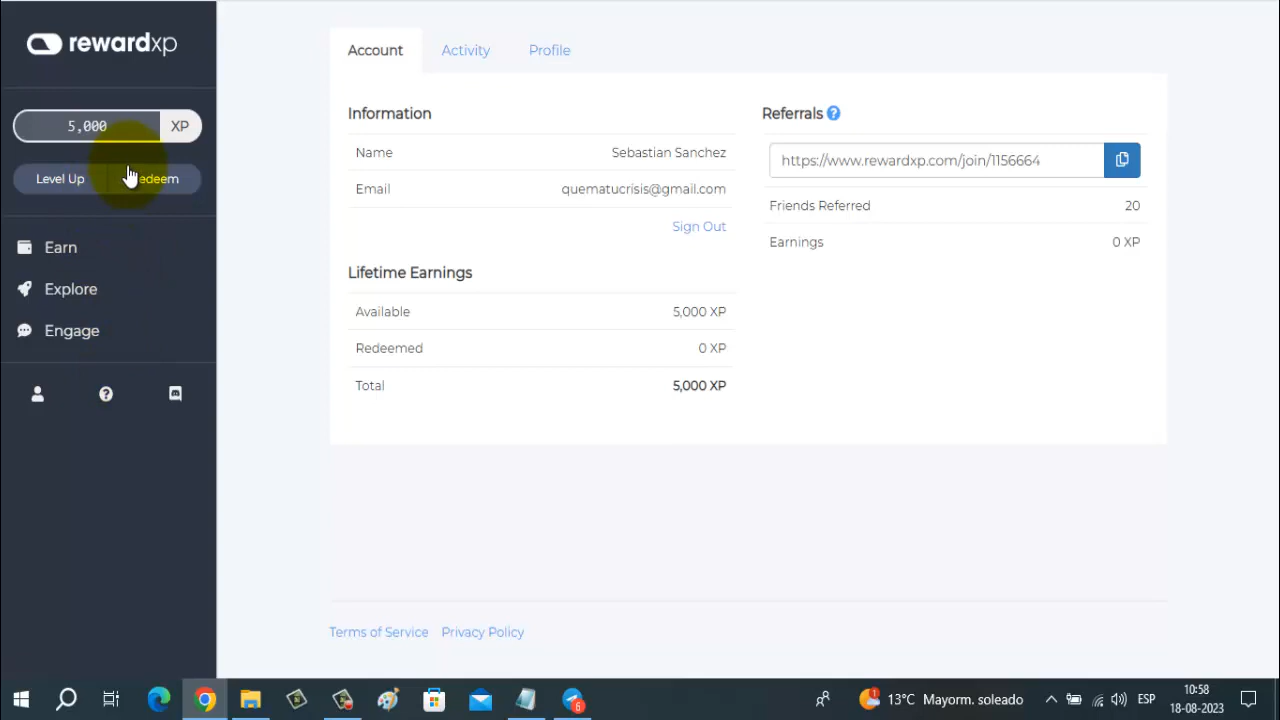 rewardxp
5,000 XP
Level Up
edeem
Earn
Explore
Engage
Account Activity Profile
Information
Name Sebastian Sanchez
Email quematucrisis@gmail.com
Sign Out
Lifetime Earnings
Available 5,000 XP
Redeemed 0 XP
Total 5,000 XP
Referrals ?
https://www.rewardxp.com/join/1156664
Friends Referred 20
Earnings 0 XP
Terms of Service Privacy Policy
6
1
13°C Mayorm. soleado
ESP
10:58
18-08-2023